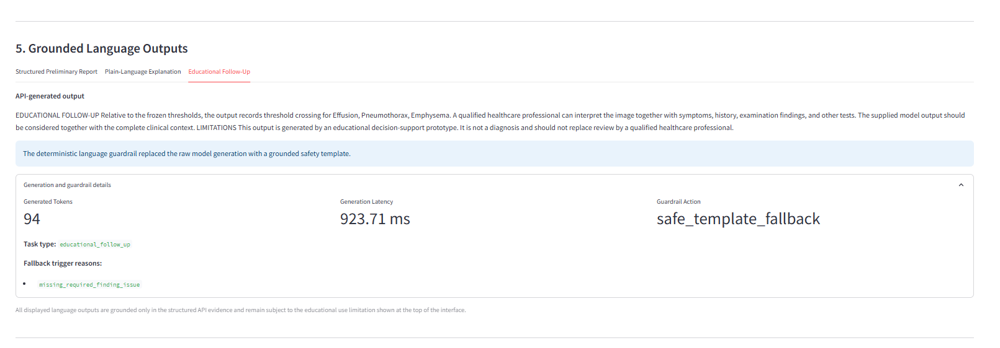 5. Grounded Language Outputs
Structured Preliminary Report Plain-Language Explanation Educational Follow-Up
API-generated output
EDUCATIONAL FOLLOW-UP Relative to the frozen thresholds, the output records threshold crossing for Effusion, Pneumothorax, Emphysema. A qualified healthcare professional can interpret the image together with symptoms, history, examination findings, and other tests. The supplied model output should
be considered together with the complete clinical context. LIMITATIONS This output is generated by an educational decision-support prototype. It is not a diagnosis and should not replace review by a qualified healthcare professional.
The deterministic language guardrail replaced the raw model generation with a grounded safety template.
Generation and guardrail details
Generated Tokens Generation Latency Guardrail Action
94 923.71 ms safe_template_fallback
Task type: educational_follow_up
Fallback trigger reasons:
• missing_required_finding_issue
All displayed language outputs are grounded only in the structured API evidence and remain subject to the educational use limitation shown at the top of the interface.